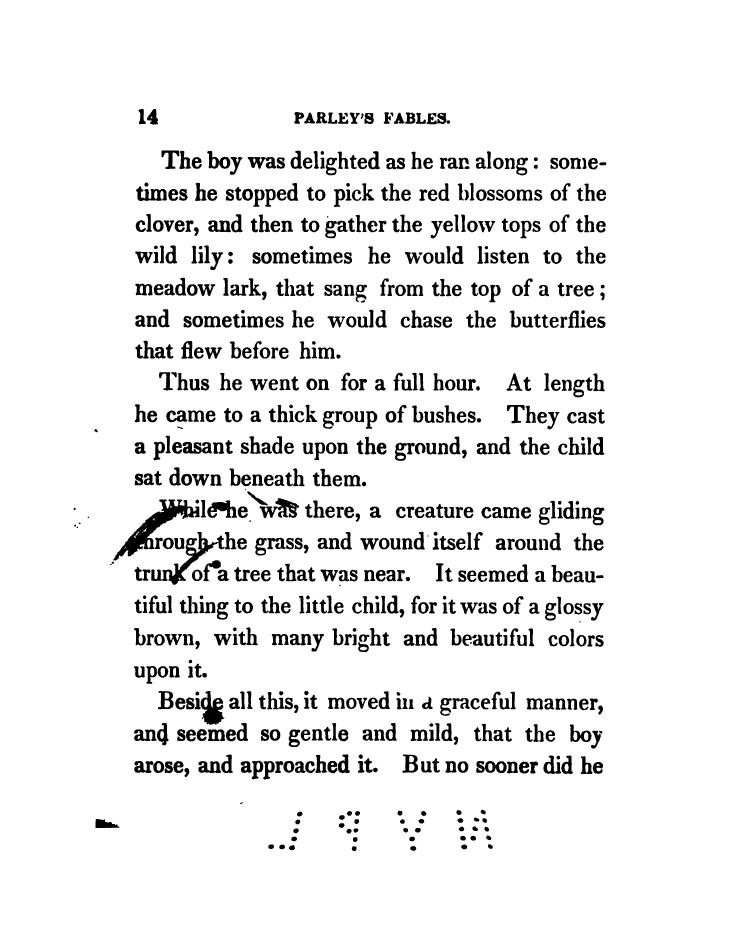 14 PARLEY'S FABLES.
The boy was delighted as he ran along: some-
times he stopped to pick the red blossoms of the
clover, and then to gather the yellow tops of the
wild lily: sometimes he would listen to the
meadow lark, that sang from the top of a tree;
and sometimes he would chase the butterflies
that flew before him.
Thus he went on for a full hour. At length
he came to a thick group of bushes. They cast
a pleasant shade upon the ground, and the child
sat down beneath them.
While he was there, a creature came gliding
through the grass, and wound itself around the
trunk of a tree that was near. It seemed a beau-
tiful thing to the little child, for it was of a glossy
brown, with many bright and beautiful colors
upon it.
Beside all this, it moved in a graceful manner,
and seemed so gentle and mild, that the boy
arose, and approached it. But no sooner did he